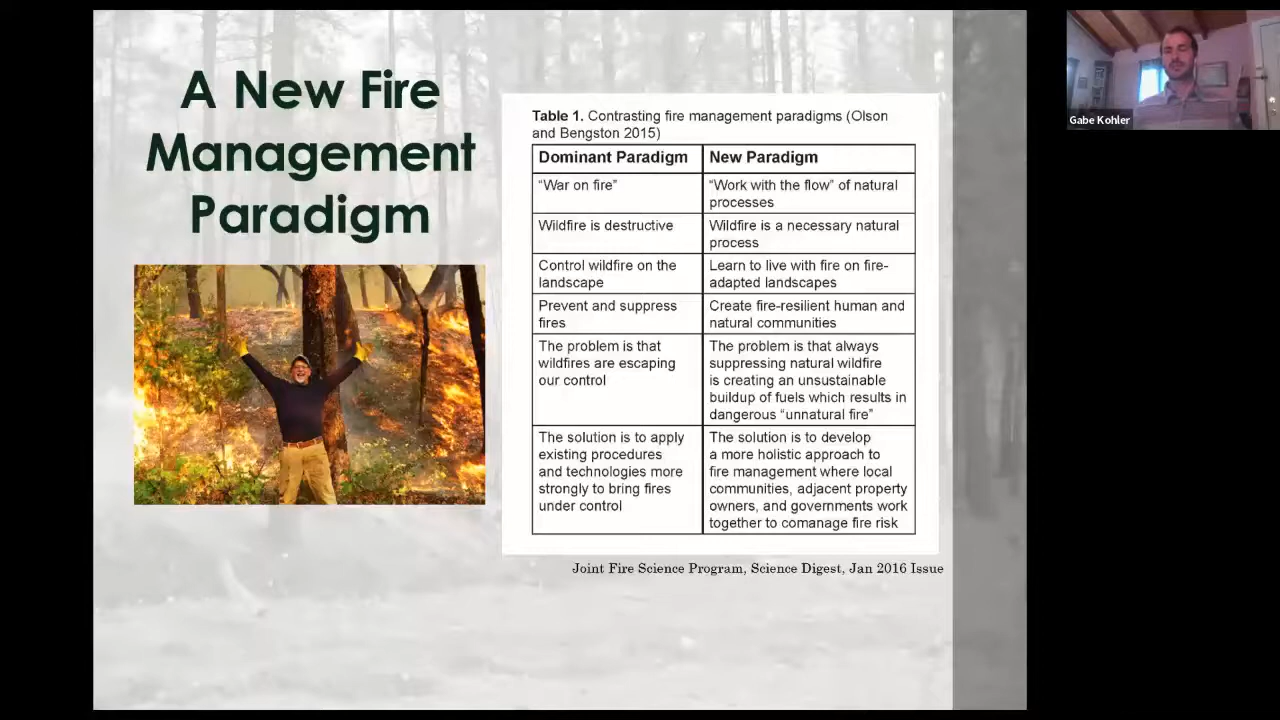 A New Fire
Management
Paradigm
Table 1. Contrasting fire management paradigms (Olson
and Bengston 2015)
Dominant Paradigm
New Paradigm
“War on fire”
“Work with the flow” of natural
processes
Wildfire is destructive
Wildfire is a necessary natural
process
Control wildfire on the
landscape
Learn to live with fire on fire-
adapted landscapes
Prevent and suppress
fires
Create fire-resilient human and
natural communities
The problem is that
wildfires are escaping
our control
The problem is that always
suppressing natural wildfire
is creating an unsustainable
buildup of fuels which results in
dangerous “unnatural fire”
The solution is to apply
existing procedures
and technologies more
strongly to bring fires
under control
The solution is to develop
a more holistic approach to
fire management where local
communities, adjacent property
owners, and governments work
together to comanage fire risk
Joint Fire Science Program, Science Digest, Jan 2016 Issue
Gabe Kohler